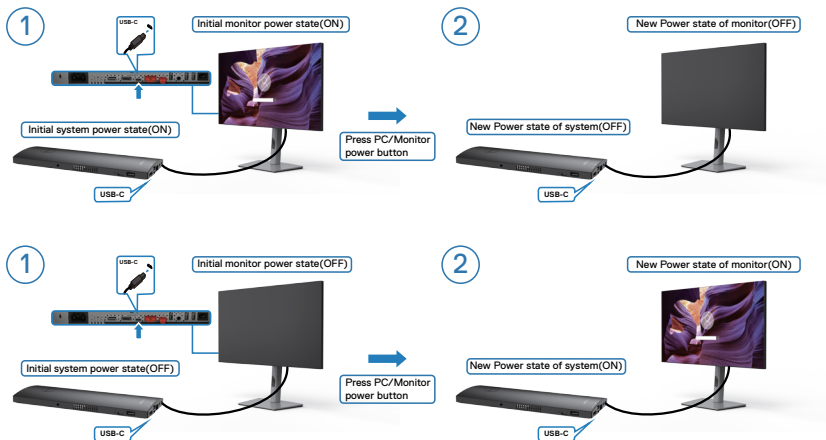 1
USB-C
Initial monitor power state(ON)
2
New Power state of monitor(OFF)
Initial system power state(ON)
Press PC/Monitor
power button
New Power state of system(OFF)
USB-C
USB-C
1
USB-C
Initial monitor power state(OFF)
2
New Power state of monitor(ON)
Initial system power state(OFF)
Press PC/Monitor
power button
New Power state of system(ON)
USB-C
USB-C